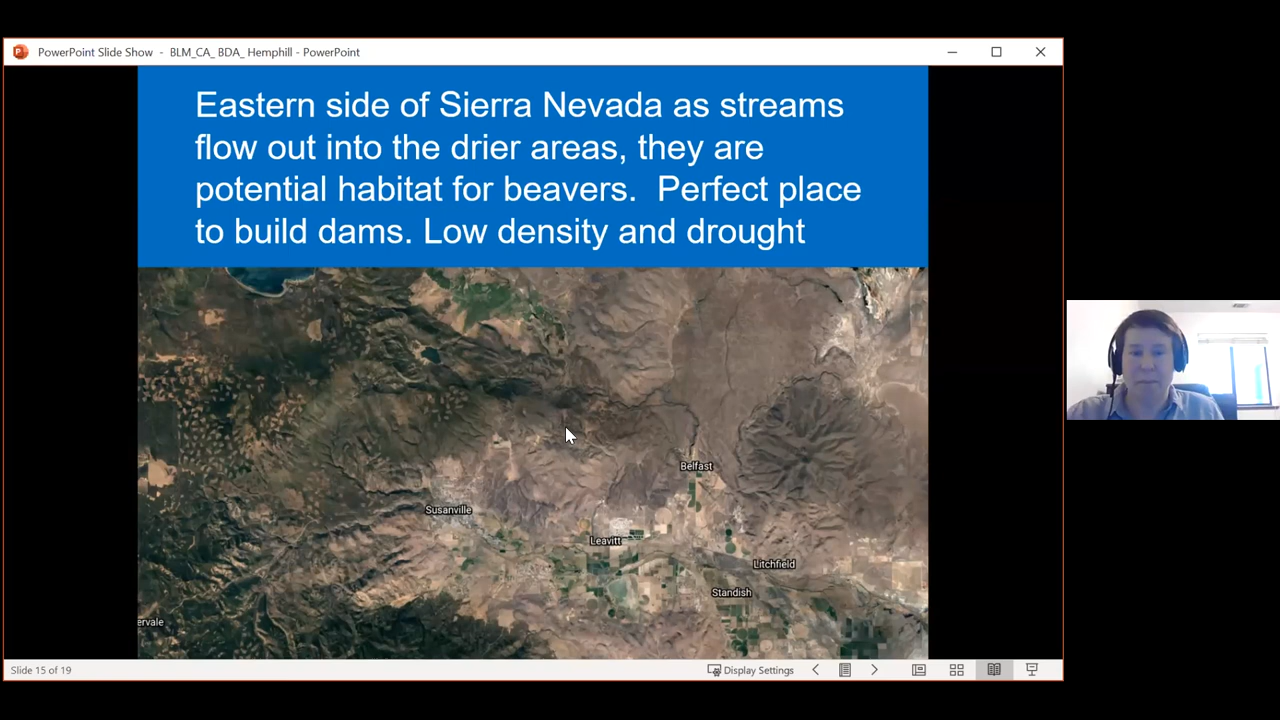 PowerPoint Slide Show - BLM_CA_ BDA_ Hemphill - PowerPoint
Eastern side of Sierra Nevada as streams
flow out into the drier areas, they are
potential habitat for beavers. Perfect place
to build dams. Low density and drought
Belfast
Susanville
Leavitt
Litchfield
Standish
ervale
Slide 15 of 19
Display Settings